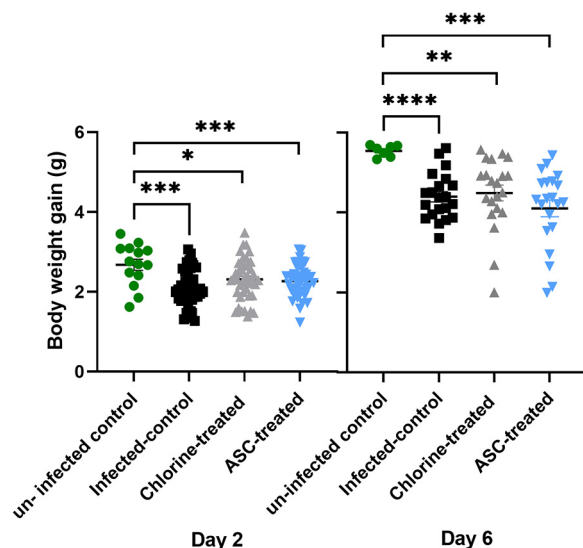 ***
**
****
***
*
***
Body weight gain (g)
6
4
2
0
un- infected control
Infected-control
Chlorine-treated
ASC-treated
un-infected control
Infected-control
Chlorine-treated
ASC-treated
Day 2
Day 6